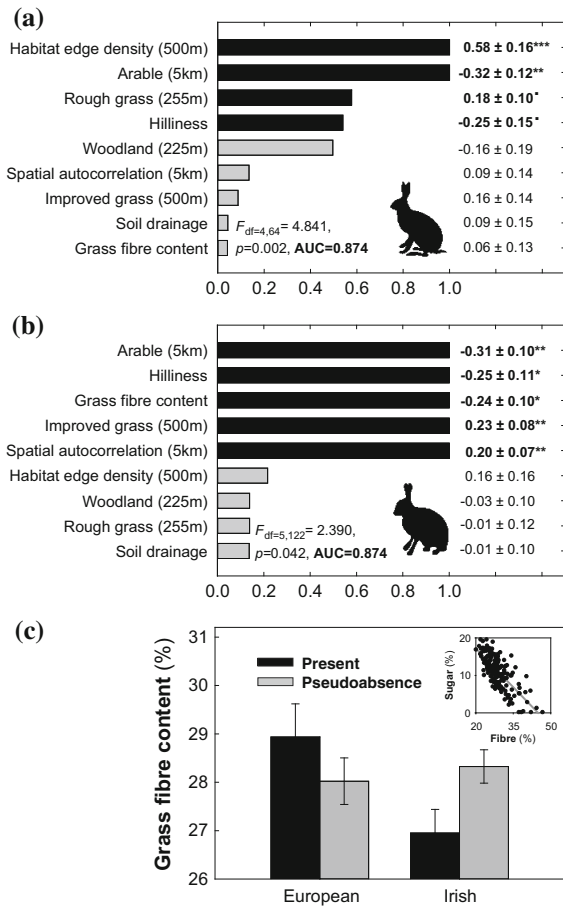 (a)
Habitat edge density (500m) 0.58 ± 0.16***
Arable (5km) -0.32 ± 0.12**
Rough grass (255m) 0.18 ± 0.10▪
Hilliness -0.25 ± 0.15▪
Woodland (225m) -0.16 ± 0.19
Spatial autocorrelation (5km) 0.09 ± 0.14
Improved grass (500m) 0.16 ± 0.14
Soil drainage F df=4,64= 4.841, 0.09 ± 0.15
Grass fibre content p=0.002, AUC=0.874 0.06 ± 0.13
0.0 0.2 0.4 0.6 0.8 1.0
(b)
Arable (5km) -0.31 ± 0.10**
Hilliness -0.25 ± 0.11*
Grass fibre content -0.24 ± 0.10*
Improved grass (500m) 0.23 ± 0.08**
Spatial autocorrelation (5km) 0.20 ± 0.07**
Habitat edge density (500m) 0.16 ± 0.16
Woodland (225m) -0.03 ± 0.10
Rough grass (255m) F df=5,122= 2.390, -0.01 ± 0.12
Soil drainage p=0.042, AUC=0.874 -0.01 ± 0.10
0.0 0.2 0.4 0.6 0.8 1.0
(c)
Grass fibre content (%)
31
30
29
28
27
26
Present
Pseudoabsence
Sugar (%)
20
10
0
20 35 50
Fibre (%)
European Irish